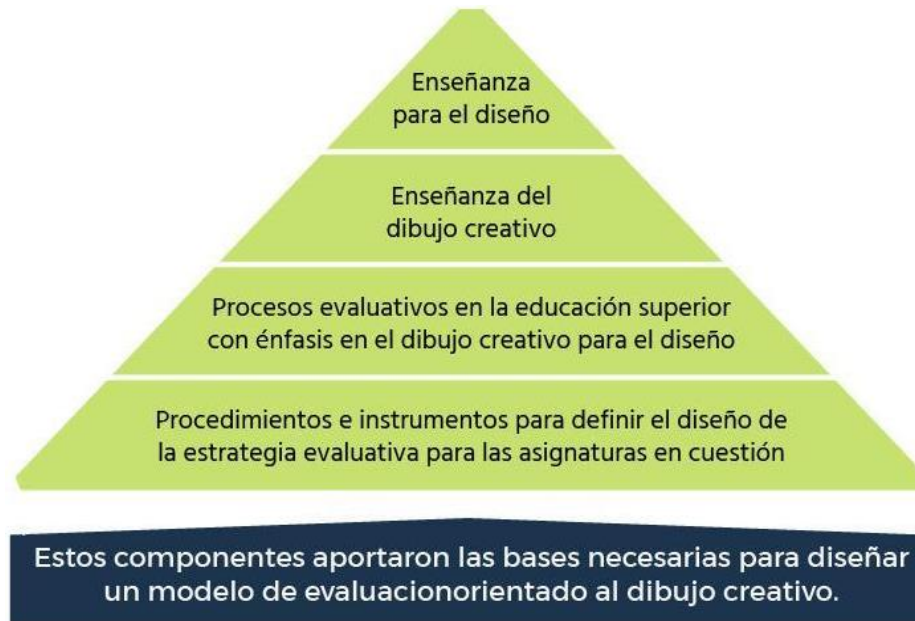 Enseñanza
para el diseño
Enseñanza del
dibujo creativo
Procesos evaluativos en la educación superior
con énfasis en el dibujo creativo para el diseño
Procedimientos e instrumentos para definir el diseño de
la estrategia evaluativa para las asignaturas en cuestión
Estos componentes aportaron las bases necesarias para diseñar
un modelo de evaluacionorientado al dibujo creativo.